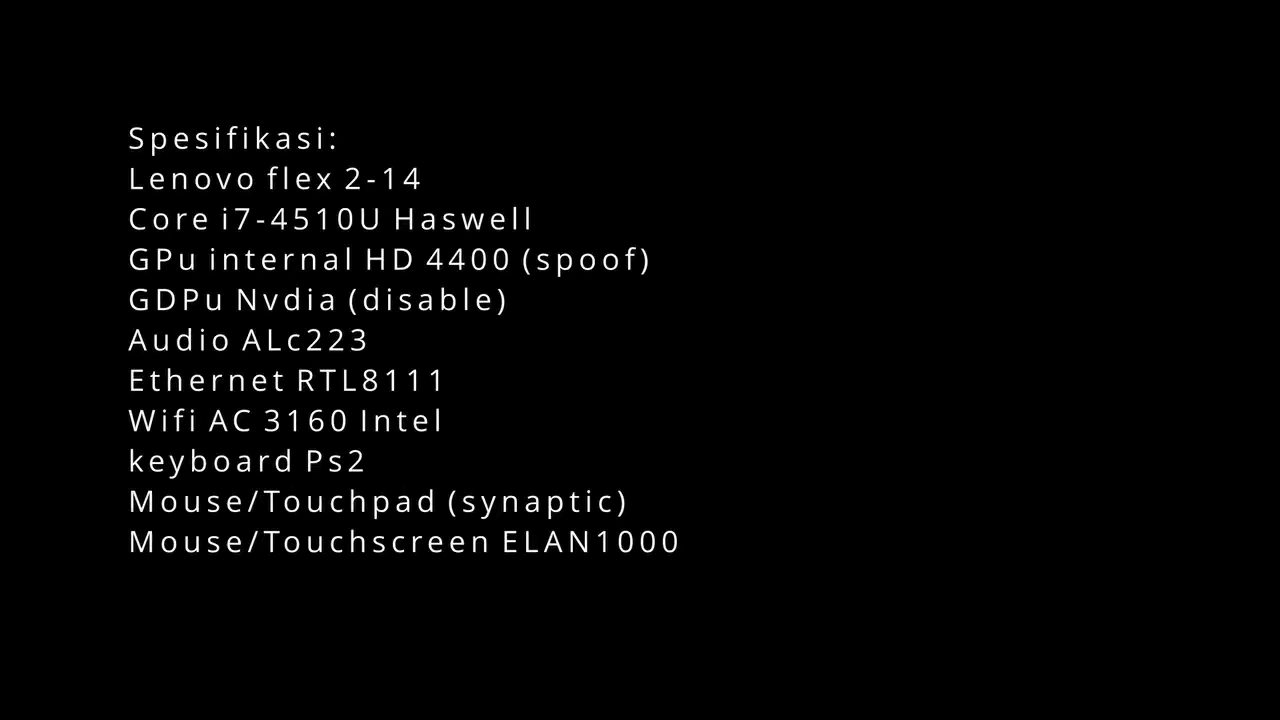 Spesifikasi:
Lenovo flex 2-14
Core i7-4510U Haswell
GPu internal HD 4400 (spoof)
GDPu Nvdia (disable)
Audio ALc223
Ethernet RTL8111
Wifi AC 3160 Intel
keyboard Ps2
Mouse/Touchpad (synaptic)
Mouse/Touchscreen ELAN1000